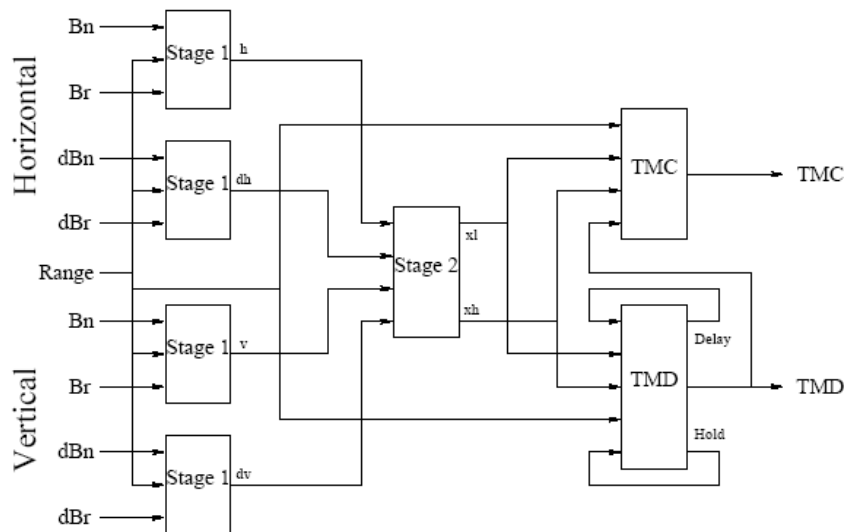 Horizontal
Bn
Br
Stage 1
h
dBn
dBr
Stage 1
dh
Range
Vertical
Bn
Br
Stage 1
v
dBn
dBr
Stage 1
dv
Stage 2
xl
xh
TMC
TMC
TMD
Delay
Hold
TMD